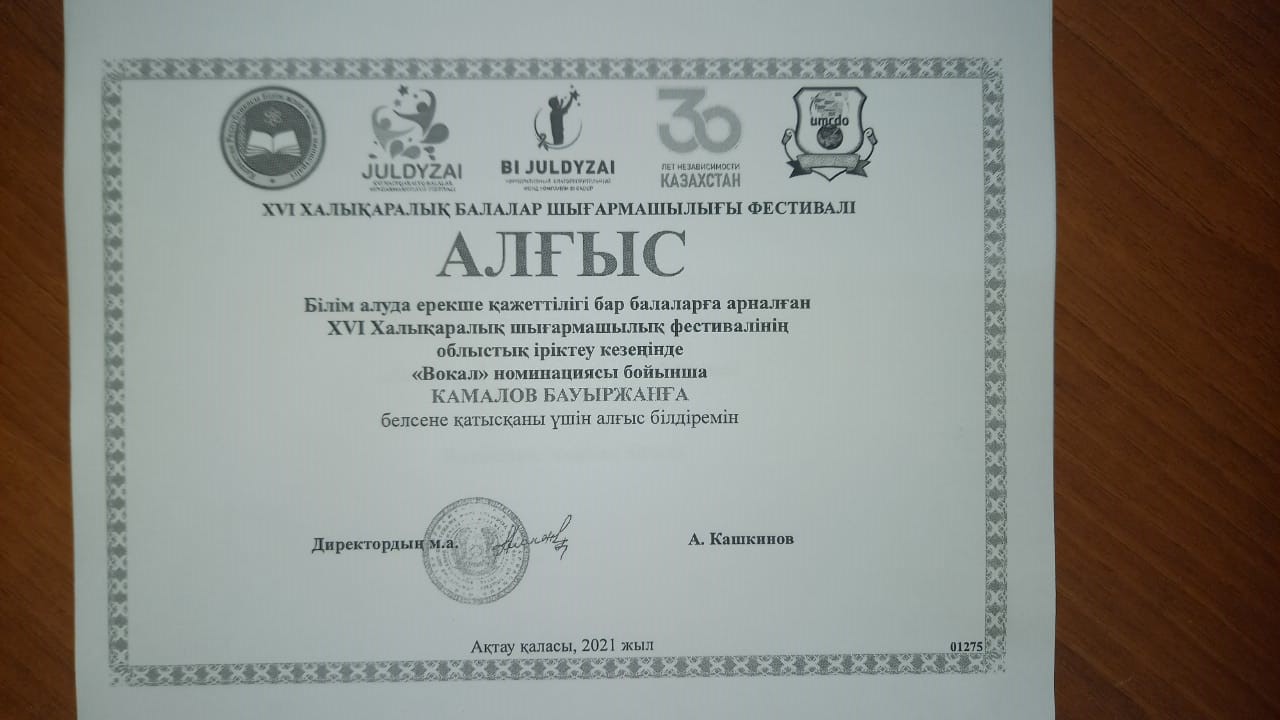 JULDYZAI
BI JULDYZAI
30
ЛЕТ НЕЗАВИСИМОСТИ
КАЗАХСТАН
umcdo
XVI ХАЛЫҚАРАЛЫҚ БАЛАЛАР ШЫҒАРМАШЫЛЫҒЫ ФЕСТИВАЛІ
АЛҒЫС
Білім алуда ерекше қажеттілігі бар балаларға арналған
XVI Халықаралық шығармашылық фестивалінің
облыстық іріктеу кезеңінде
«Вокал» номинациясы бойынша
КАМАЛОВ БАУЫРЖАНҒА
белсене қатысқаны үшін алғыс білдіремін
Директордың м.а.
А. Кашкинов
Ақтау қаласы, 2021 жыл
01275